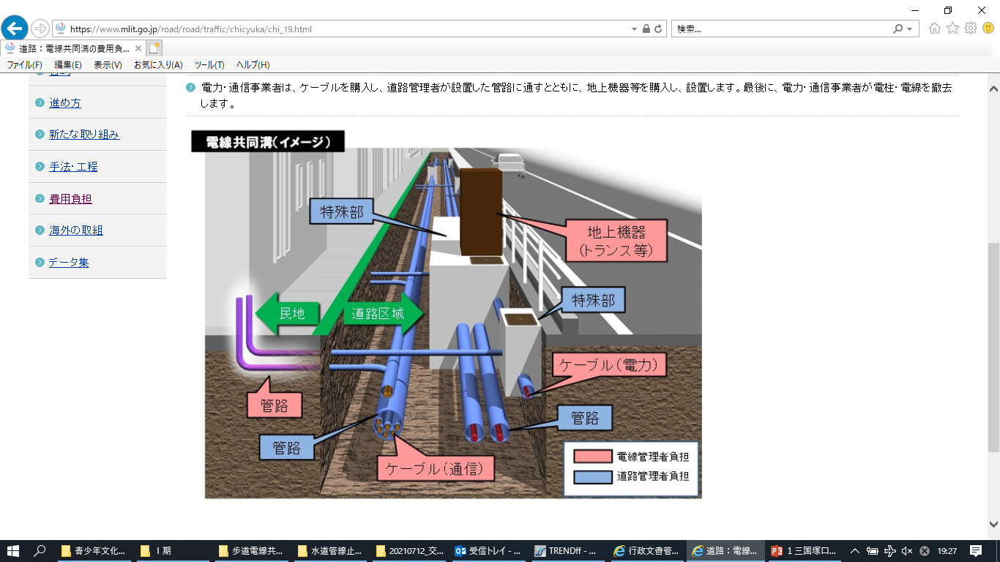 https://www.mlit.go.jp/road/road/traffic/chicyuka/chi_19.html
検索...
道路：電線共同溝の費用負...
ファイル(F) 編集(E) 表示(V) お気に入り(A) ツール(T) ヘルプ(H)
進め方
新たな取り組み
手法・工程
費用負担
海外の取組
データ集
電力・通信事業者は、ケーブルを購入し、道路管理者が設置した管路に通すとともに、地上機器等を購入し、設置します。最後に、電力・通信事業者が電柱・電線を撤去
します。
電線共同溝（イメージ）
特殊部
地上機器
（トランス等）
特殊部
民地
道路区域
ケーブル（電力）
管路
管路
管路
ケーブル（通信）
電線管理者負担
道路管理者負担
青少年文化...
Ⅰ期
歩道電線共...
水道管線止...
20210712_交...
受信トレイ - ...
TRENDff - ...
行政文書管...
道路：電線...
1 三国塚口...
19:27